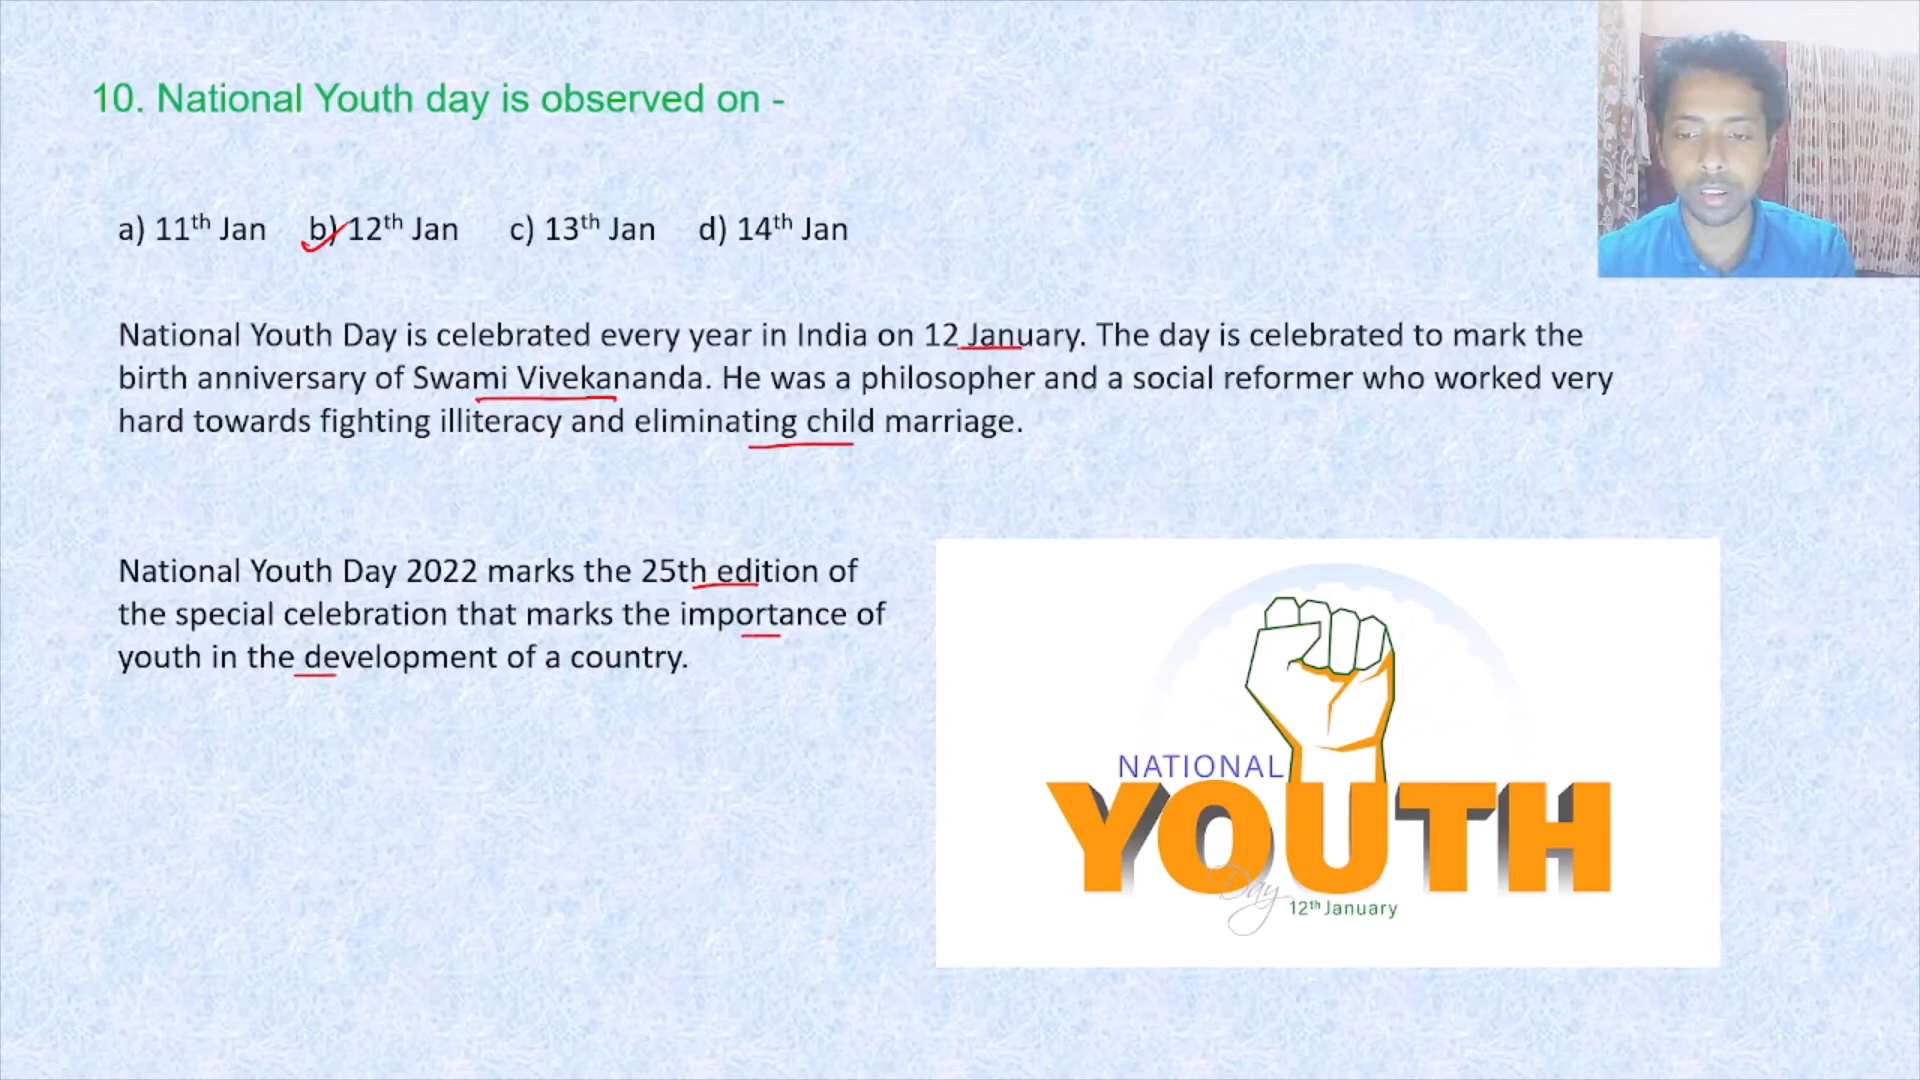 10. National Youth day is observed on -
a) 11th Jan b) 12th Jan c) 13th Jan d) 14th Jan
National Youth Day is celebrated every year in India on 12 January. The day is celebrated to mark the
birth anniversary of Swami Vivekananda. He was a philosopher and a social reformer who worked very
hard towards fighting illiteracy and eliminating child marriage.
National Youth Day 2022 marks the 25th edition of
the special celebration that marks the importance of
youth in the development of a country.
NATIONAL
YOUTH
Day
12th January